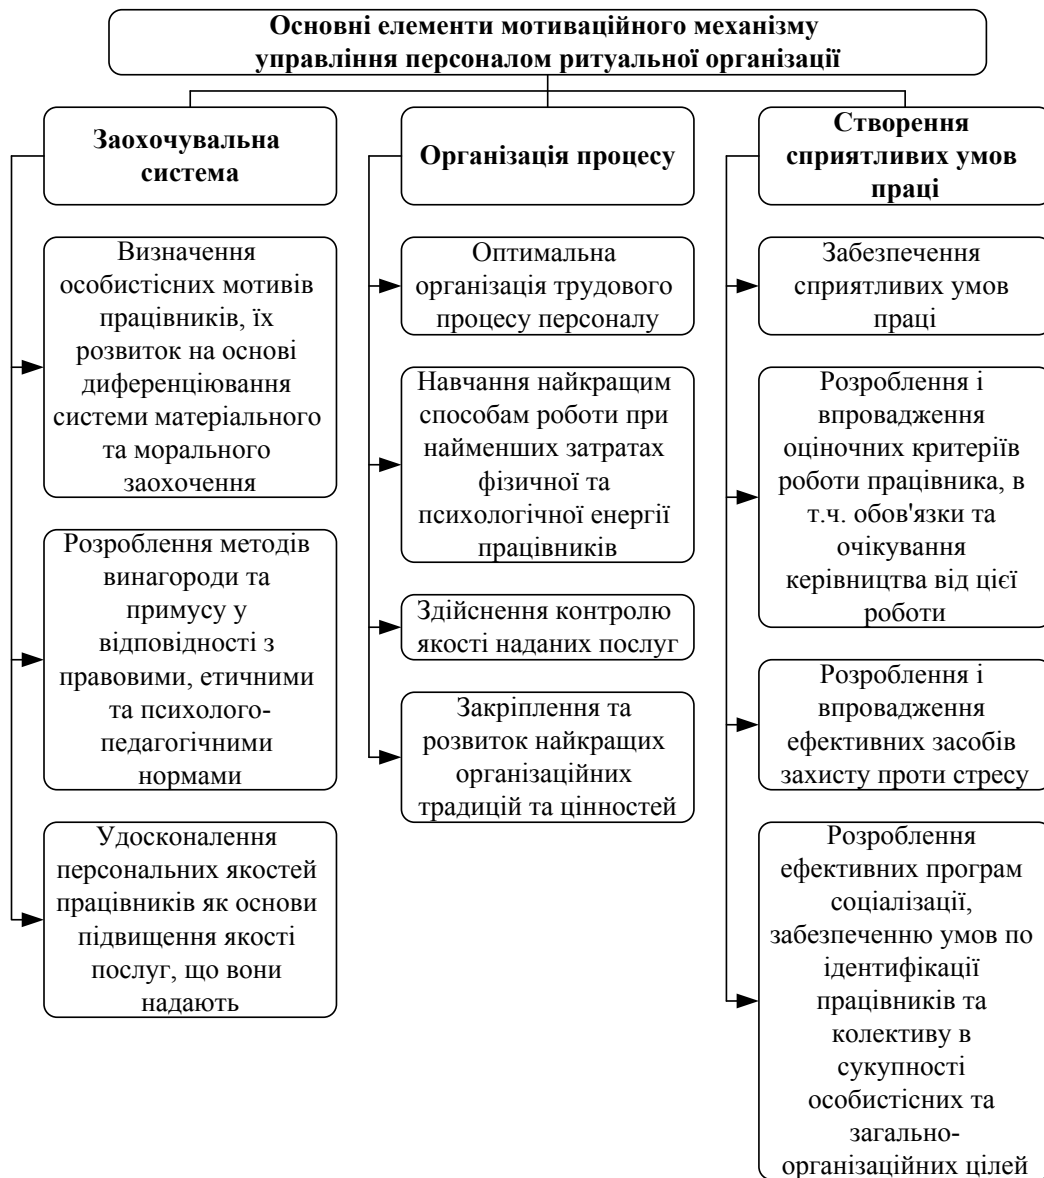 Основні елементи мотиваційного механізму
управління персоналом ритуальної організації
Заохочувальна
система
Визначення
особистісних мотивів
працівників, їх
розвиток на основі
диференціювання
системи матеріального
та морального
заохочення
Розроблення методів
винагороди та
примусу у
відповідності з
правовими, етичними
та психолого-
педагогічними
нормами
Удосконалення
персональних якостей
працівників як основи
підвищення якості
послуг, що вони
надають
Організація процесу
Оптимальна
організація трудового
процесу персоналу
Навчання найкращим
способам роботи при
найменших затратах
фізичної та
психологічної енергії
працівників
Здійснення контролю
якості наданих послуг
Закріплення та
розвиток найкращих
організаційних
традицій та цінностей
Створення
сприятливих умов
праці
Забезпечення
сприятливих умов
праці
Розроблення і
впровадження
оціночних критеріїв
роботи працівника, в
т.ч. обов'язки та
очікування
керівництва від цієї
роботи
Розроблення і
впровадження
ефективних засобів
захисту проти стресу
Розроблення
ефективних програм
соціалізації,
забезпеченню умов по
ідентифікації
працівників та
колективу в
сукупності
особистісних та
загально-
організаційних цілей